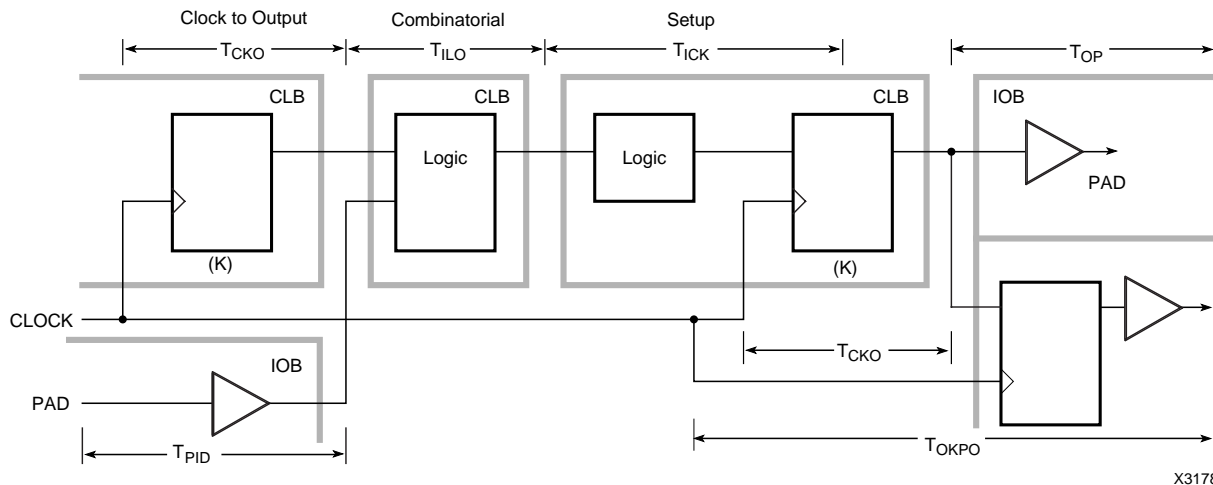 Clock to Output
Combinatorial
Setup
TCKO
TILO
TICK
TOP
CLB
CLB
CLB
IOB
Logic
Logic
PAD
(K)
(K)
CLOCK
TCKO
IOB
PAD
TPID
TOKPO
X3178